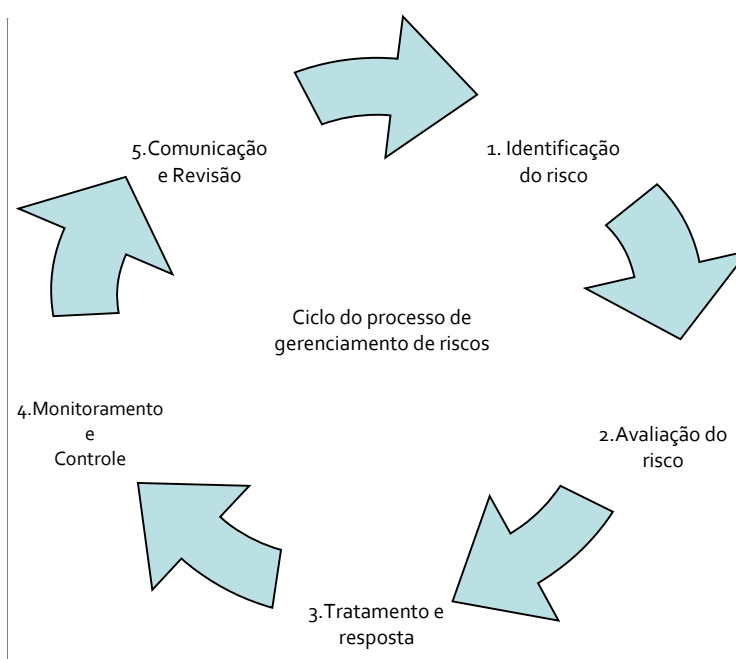 5.Comunicação
e Revisão
1. Identificação
do risco
Ciclo do processo de
gerenciamento de riscos
4.Monitoramento
e
Controle
2.Avaliação do
risco
3.Tratamento e
resposta